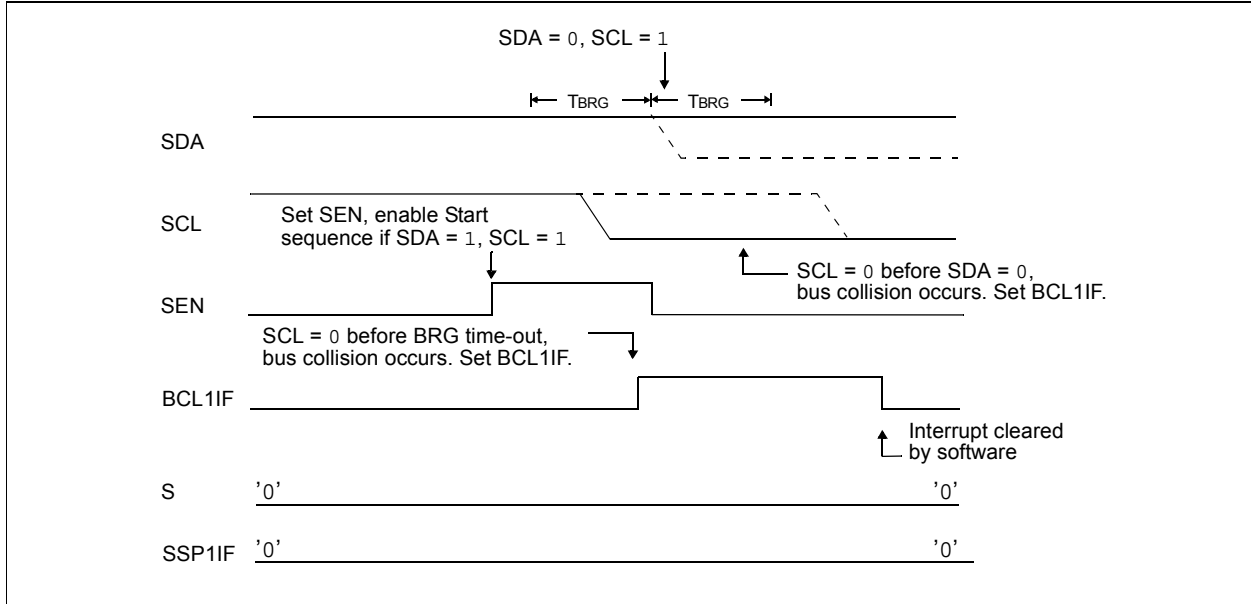 SDA = 0, SCL = 1
TBRG TBRG
SDA
SCL
Set SEN, enable Start
sequence if SDA = 1, SCL = 1
SCL = 0 before SDA = 0,
bus collision occurs. Set BCL1IF.
SEN
SCL = 0 before BRG time-out,
bus collision occurs. Set BCL1IF.
BCL1IF
Interrupt cleared
by software
S '0' '0'
SSP1IF '0' '0'